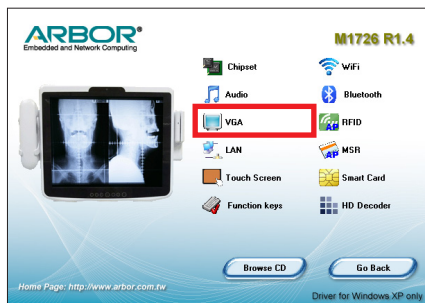 ARBOR®
Embedded and Network Computing
M1726 R1.4
Chipset
WiFi
Audio
Bluetooth
VGA
AP
RFID
LAN
AP
MSR
Touch Screen
Smart Card
Function keys
HD Decoder
Browse CD
Go Back
Home Page: http://www.arbor.com.tw
Driver for Windows XP only